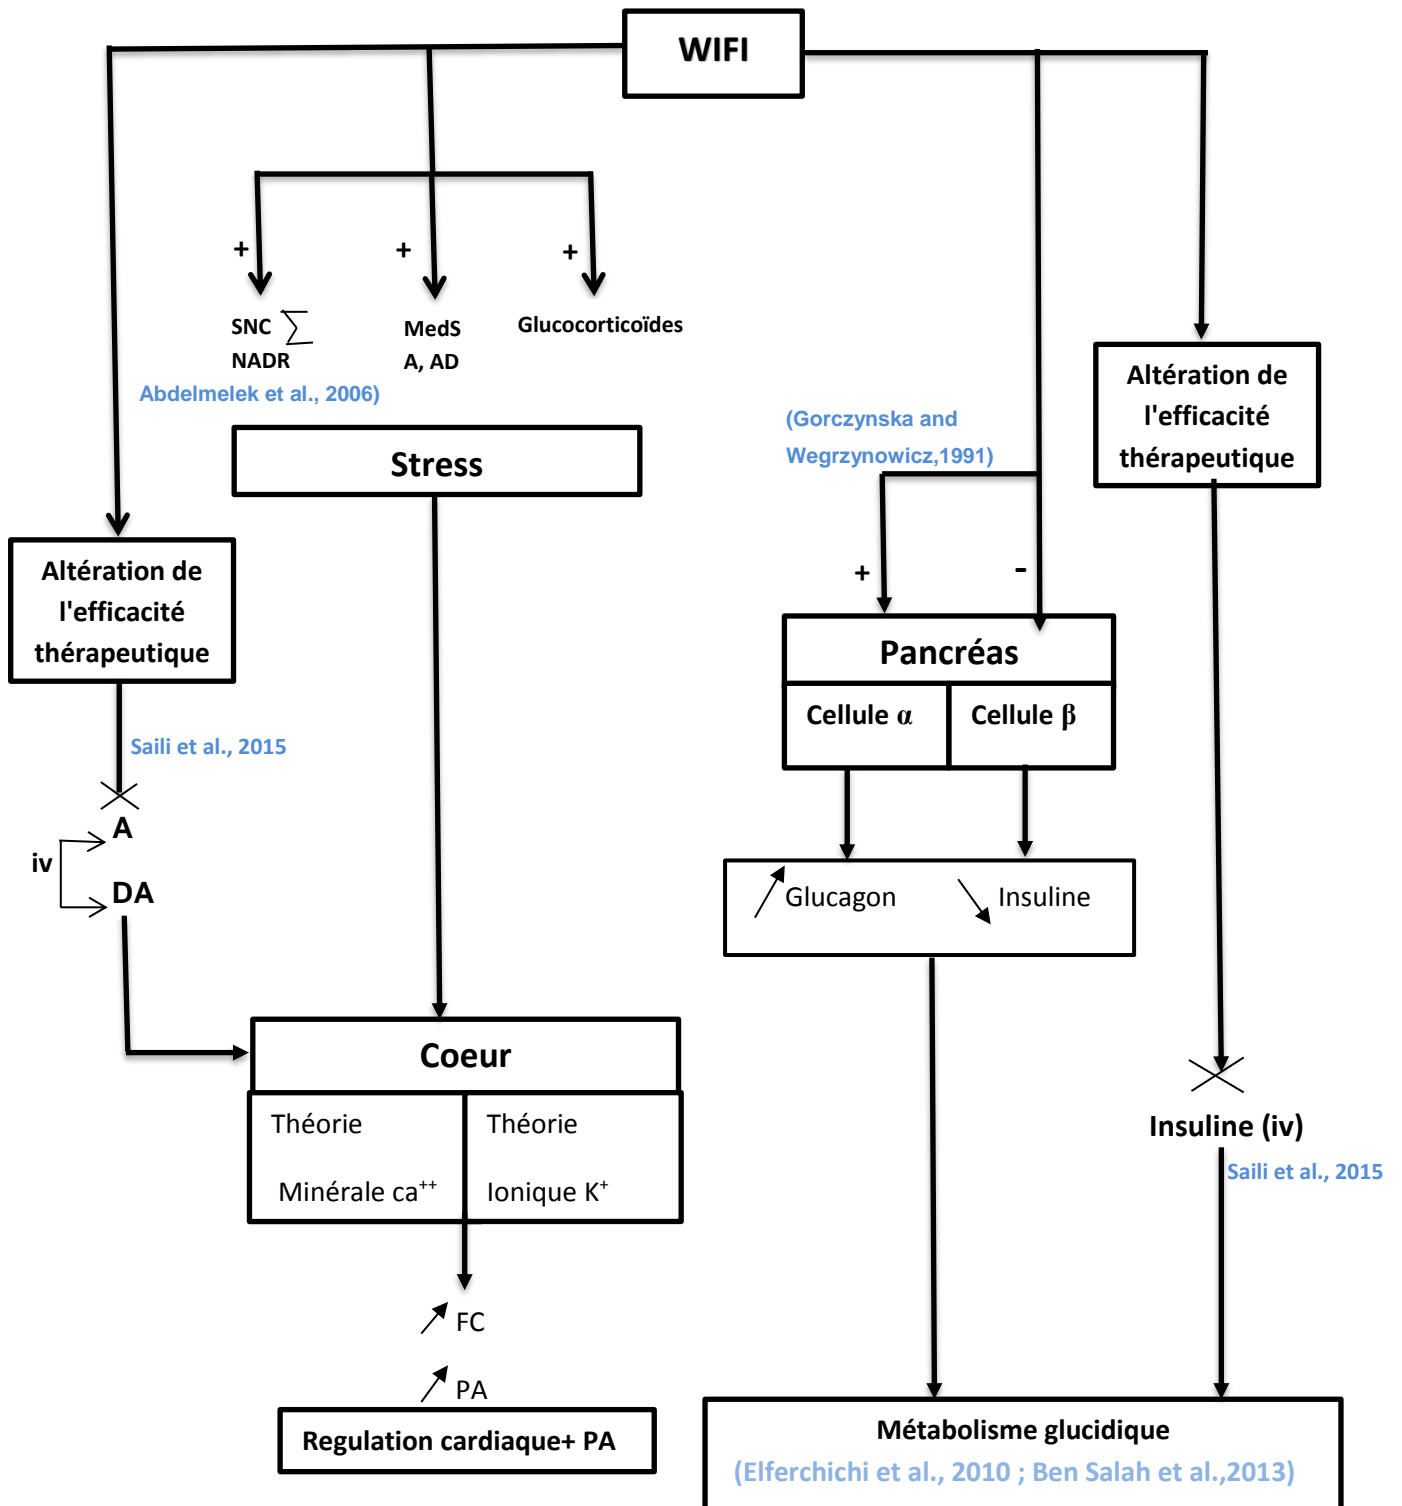 WIFI
+
+
+
SNC ∑
NADR
MedS
A, AD
Glucocorticoïdes
Abdelmelek et al., 2006)
Stress
Altération de
l'efficacité
thérapeutique
Saili et al., 2015
A
iv
DA
Coeur
Théorie
Minérale ca⁺⁺
Théorie
Ionique K⁺
FC
PA
Regulation cardiaque+ PA
(Gorczynska and
Wegrzynowicz,1991)
+
-
Pancréas
Cellule α
Cellule β
Glucagon
Insuline
Altération de
l'efficacité
thérapeutique
Insuline (iv)
Saili et al., 2015
Métabolisme glucidique
(Elferchichi et al., 2010 ; Ben Salah et al.,2013)